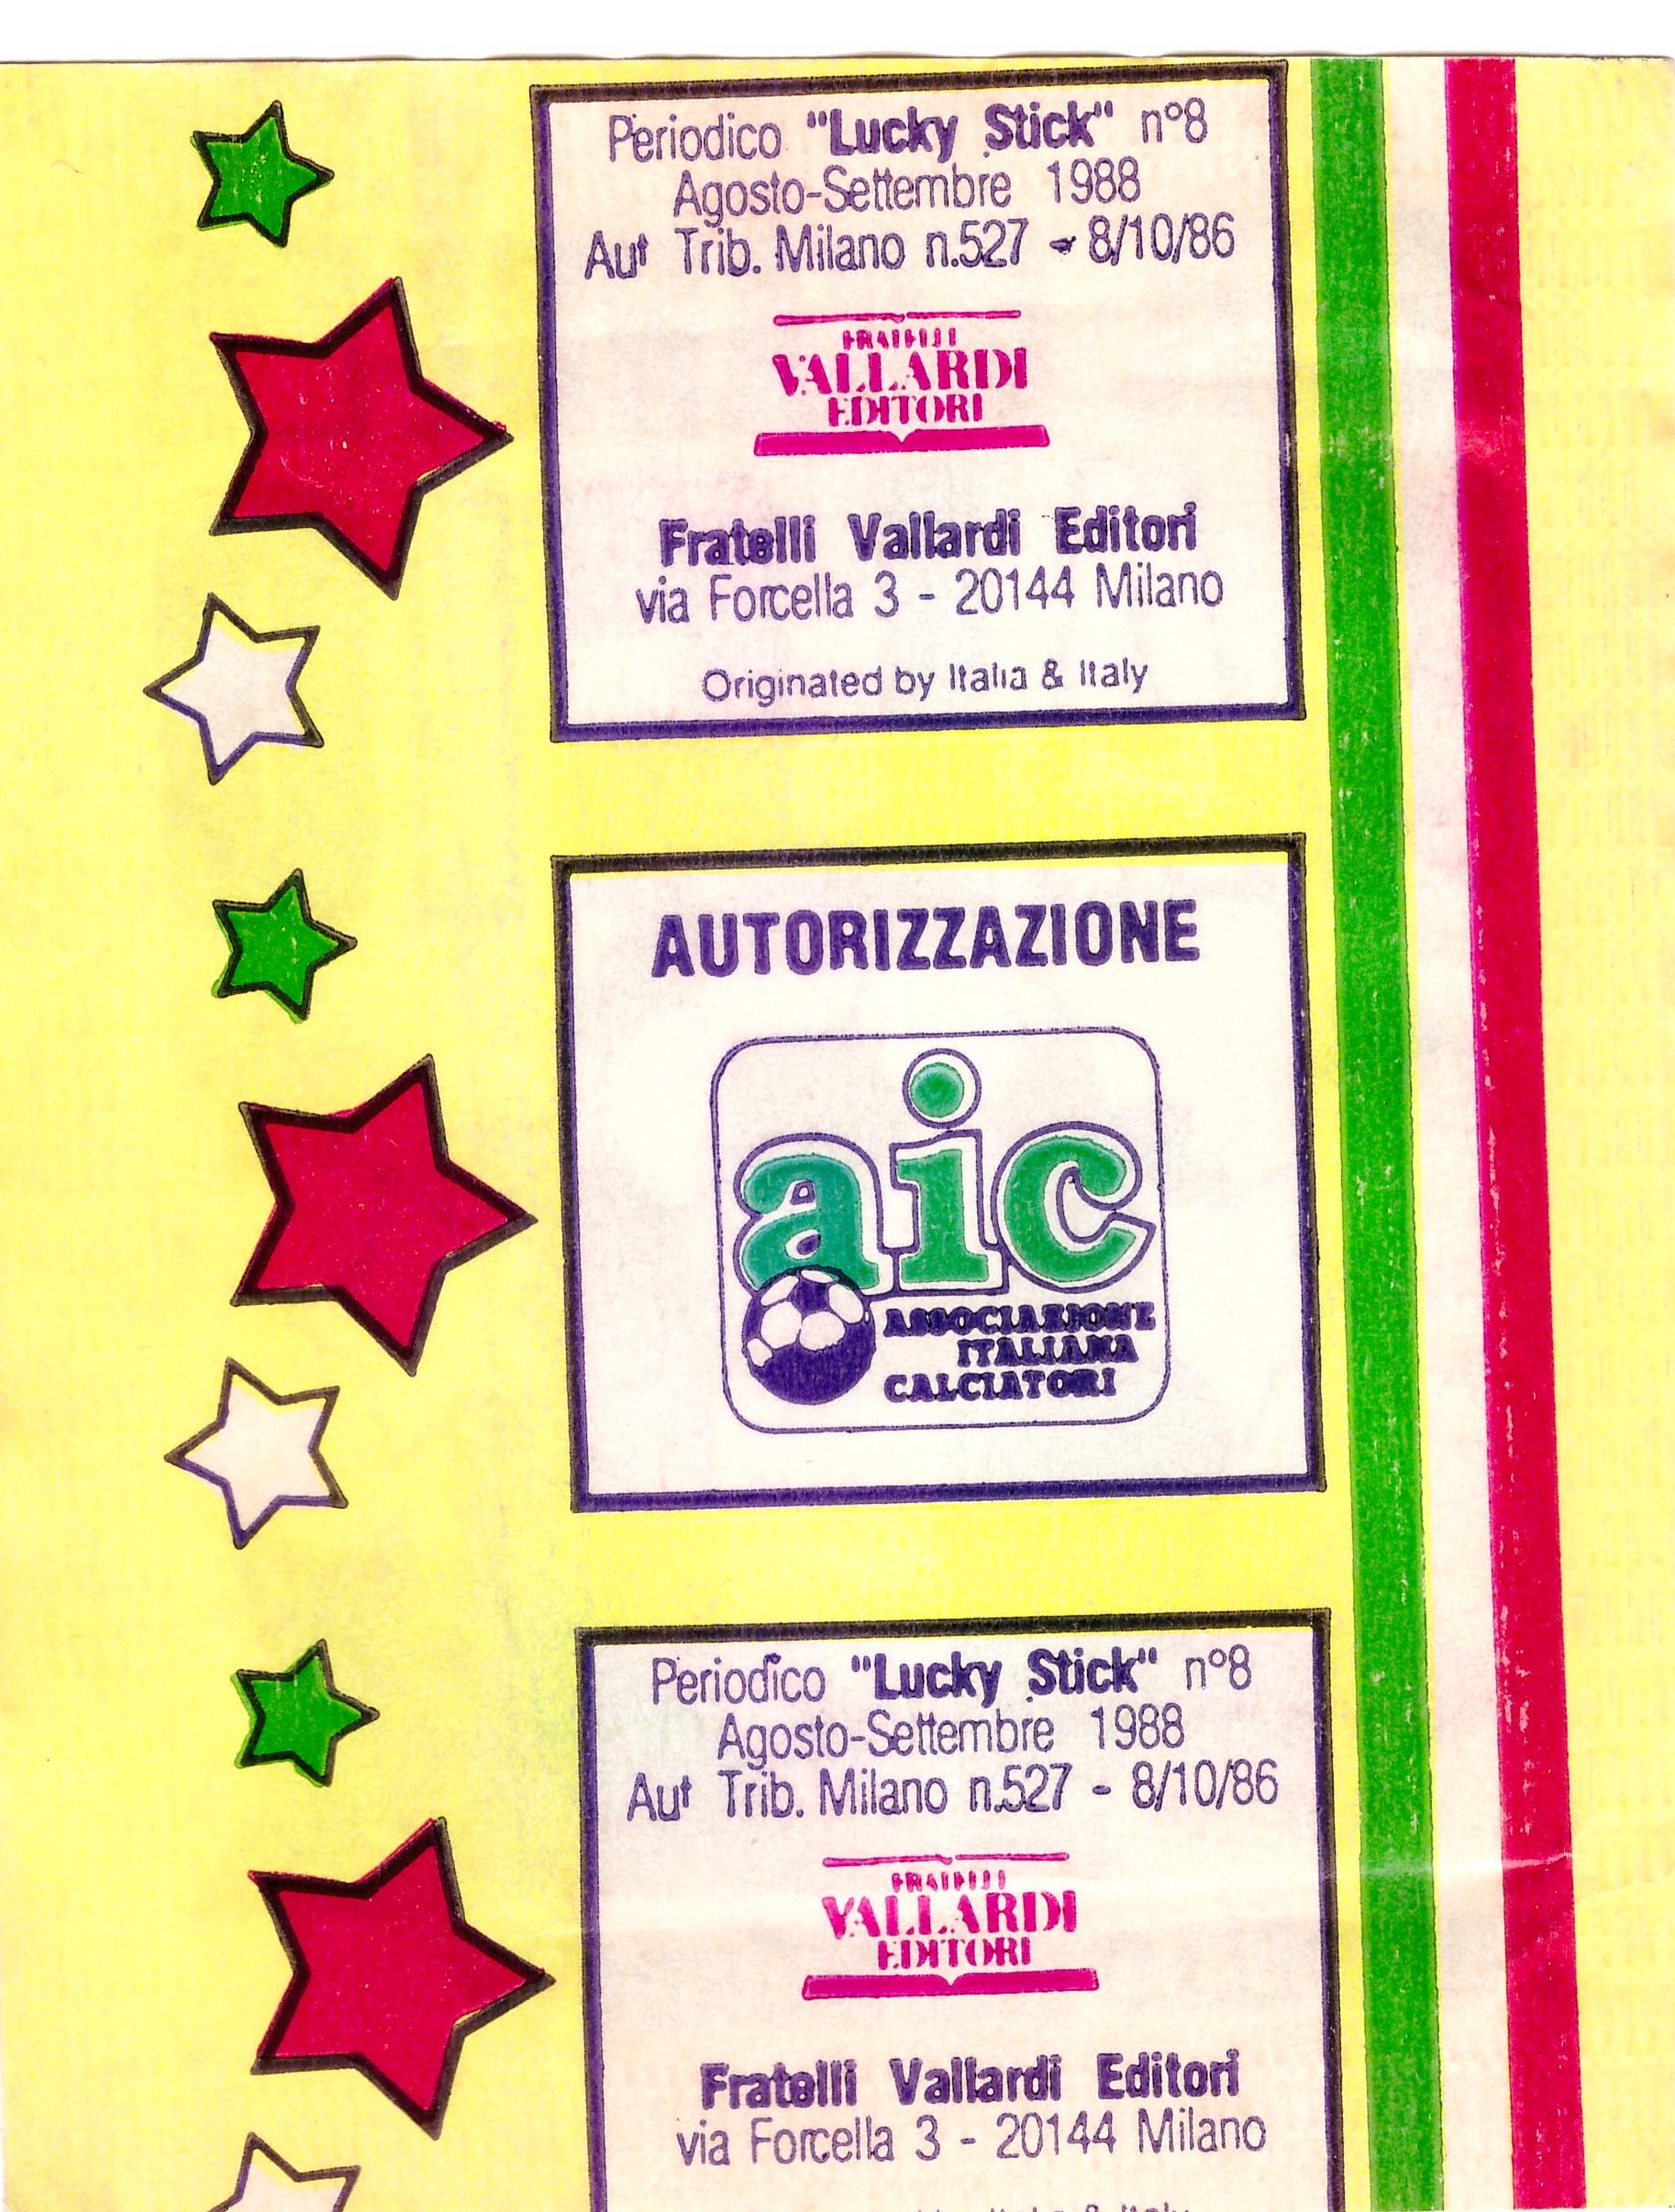 Periodico "Lucky Stick" n°8
Agosto-Settembre 1988
Aut Trib. Milano n.527 - 8/10/86
FRATELLI
VALLARDI
EDITORI
Fratelli Vallardi Editori
via Forcella 3 - 20144 Milano
Originated by Italia & Italy
AUTORIZZAZIONE
aic
ASSOCIAZIONE
ITALIANA
CALCIATORI
Periodico "Lucky Stick" n°8
Agosto-Settembre 1988
Aut Trib. Milano n.527 - 8/10/86
FRATELLI
VALLARDI
EDITORI
Fratelli Vallardi Editori
via Forcella 3 - 20144 Milano